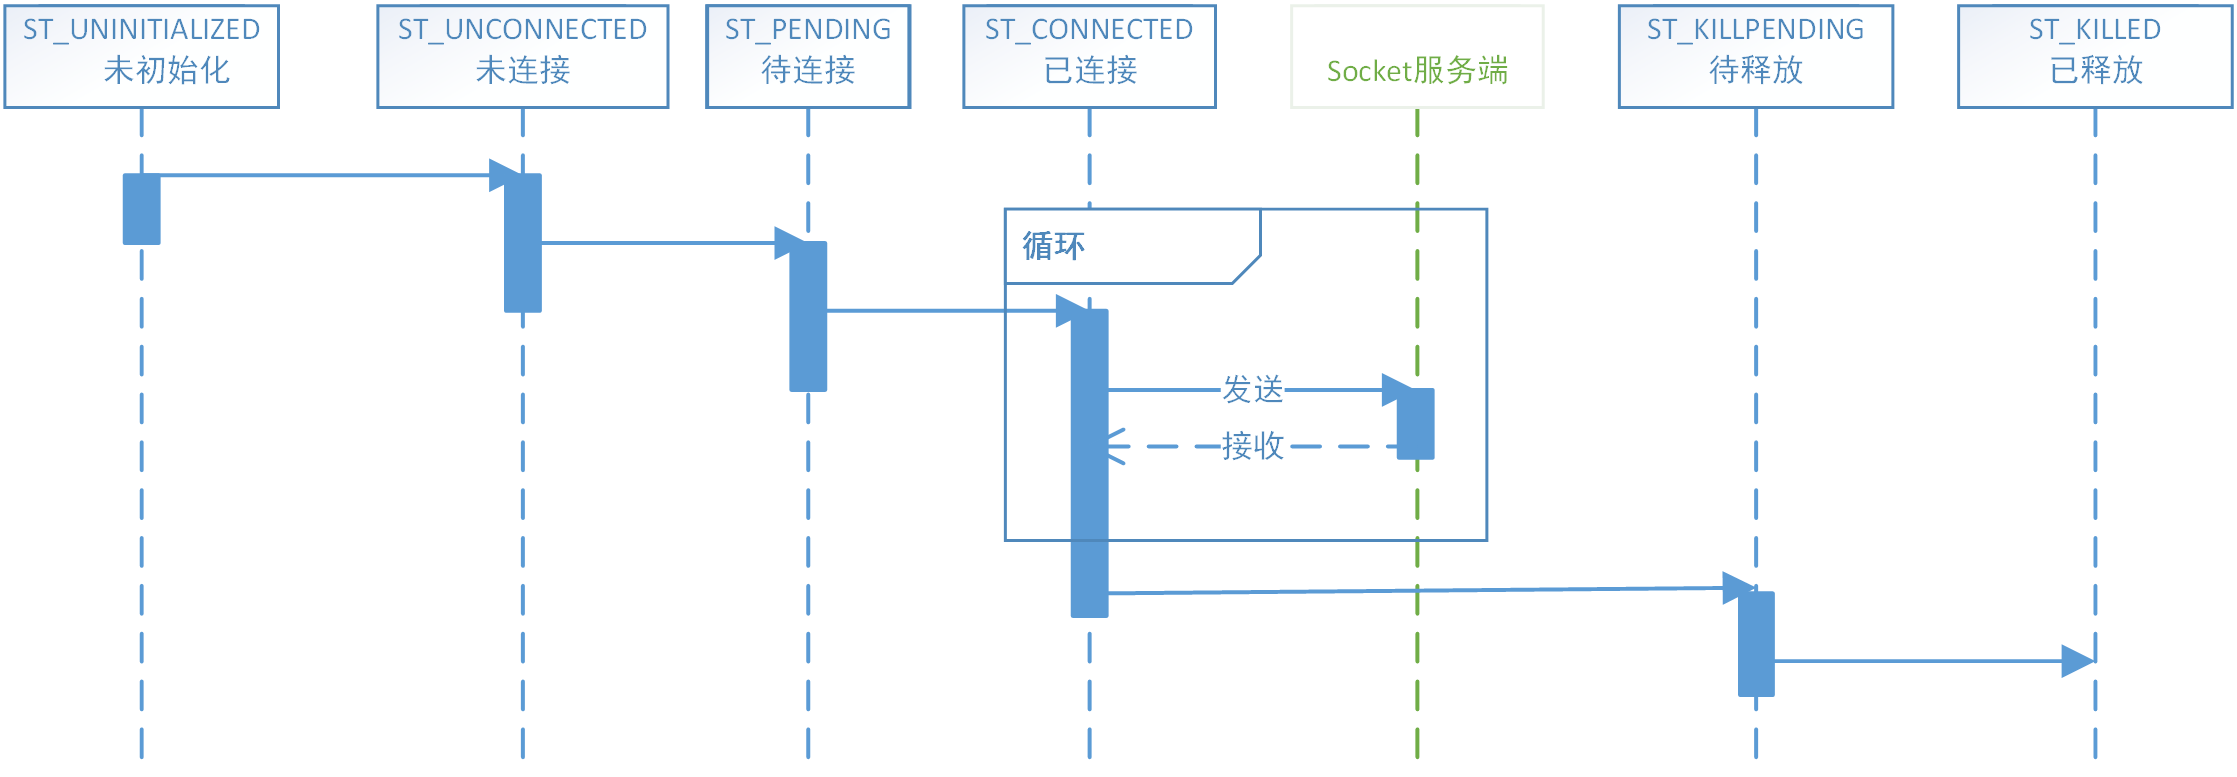 ST_UNINITIALIZED
未初始化
ST_UNCONNECTED
未连接
ST_PENDING
待连接
ST_CONNECTED
已连接
Socket服务端
ST_KILLPENDING
待释放
ST_KILLED
已释放
循环
发送
接收